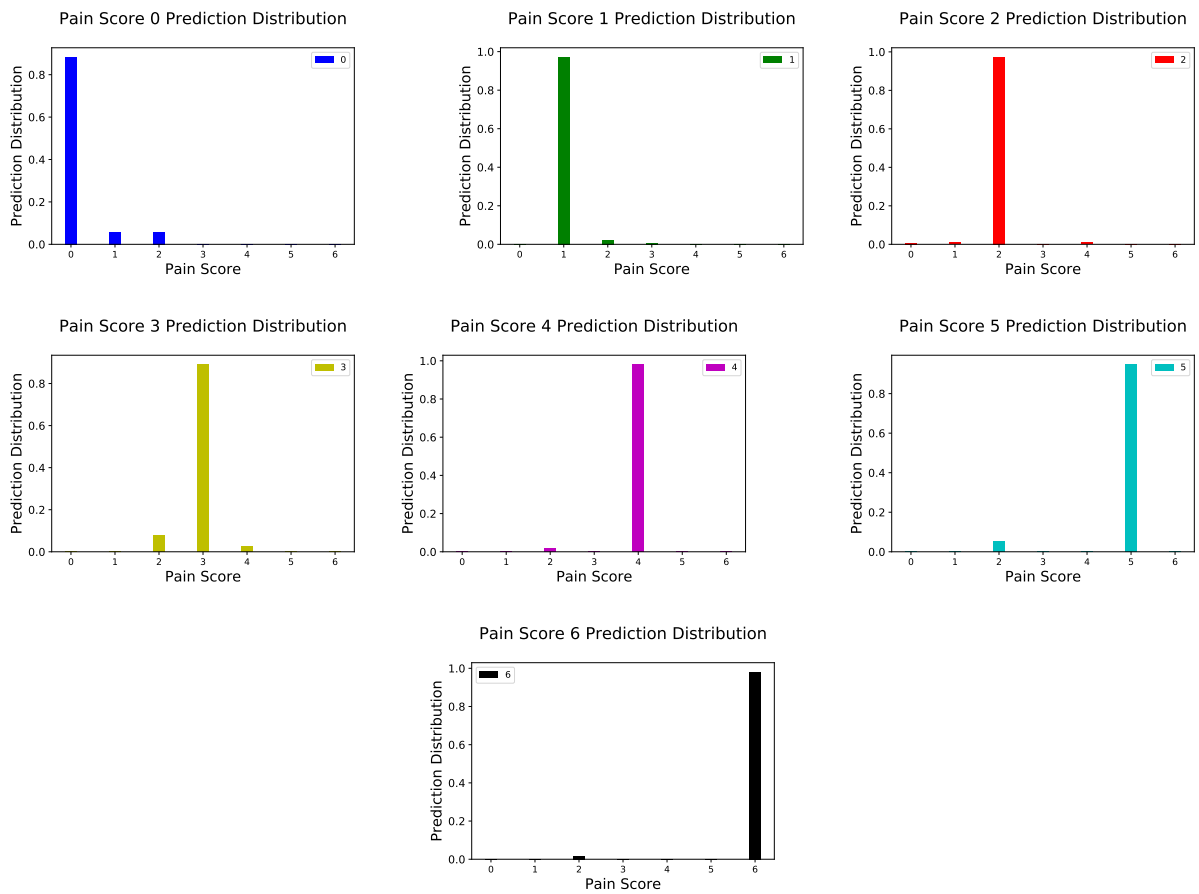 Pain Score 0 Prediction Distribution
0
0.8
0.6
0.4
0.2
0.0
Prediction Distribution
0 1 2 3 4 5 6
Pain Score
Pain Score 1 Prediction Distribution
1
1.0
0.8
0.6
0.4
0.2
0.0
Prediction Distribution
0 1 2 3 4 5 6
Pain Score
Pain Score 2 Prediction Distribution
2
1.0
0.8
0.6
0.4
0.2
0.0
Prediction Distribution
0 1 2 3 4 5 6
Pain Score
Pain Score 3 Prediction Distribution
3
0.8
0.6
0.4
0.2
0.0
Prediction Distribution
0 1 2 3 4 5 6
Pain Score
Pain Score 4 Prediction Distribution
4
1.0
0.8
0.6
0.4
0.2
0.0
Prediction Distribution
0 1 2 3 4 5 6
Pain Score
Pain Score 5 Prediction Distribution
5
0.8
0.6
0.4
0.2
0.0
Prediction Distribution
0 1 2 3 4 5 6
Pain Score
Pain Score 6 Prediction Distribution
6
1.0
0.8
0.6
0.4
0.2
0.0
Prediction Distribution
0 1 2 3 4 5 6
Pain Score